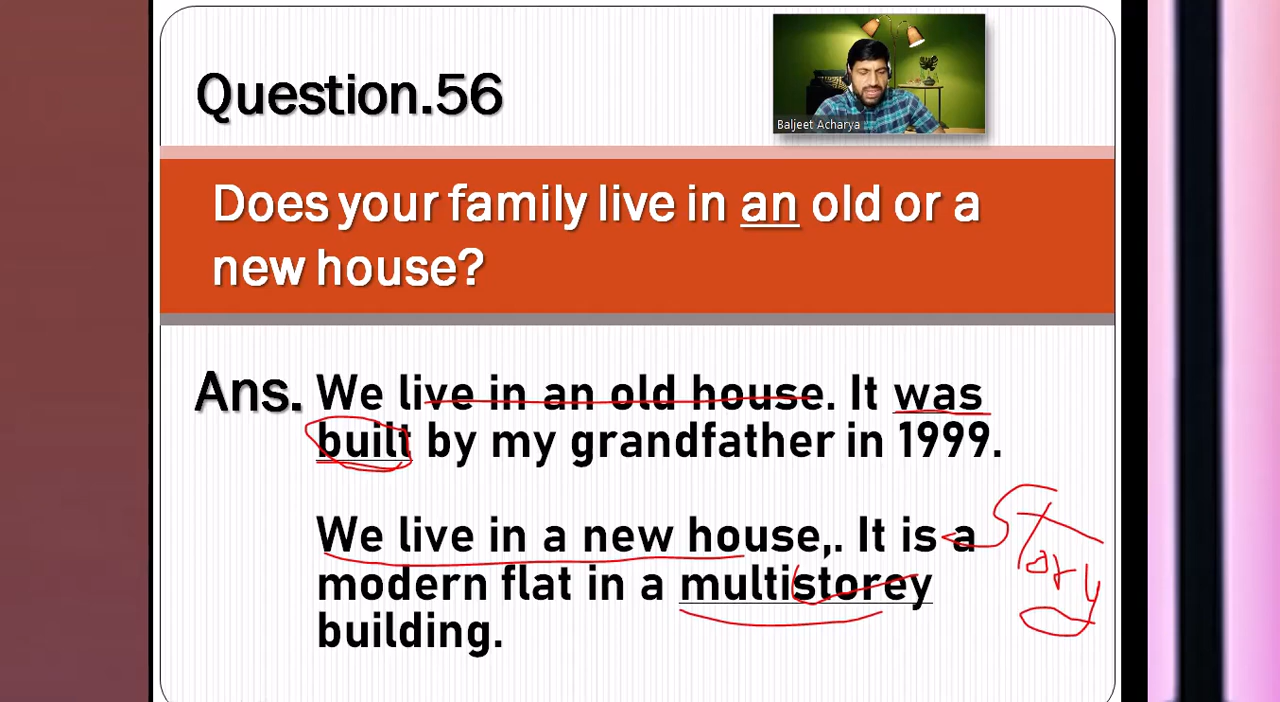 Question.56
Baljeet Acharya
Does your family live in an old or a
new house?
Ans. We live in an old house. It was
built by my grandfather in 1999.
We live in a new house,. It is a
modern flat in a multistorey
building.
Story